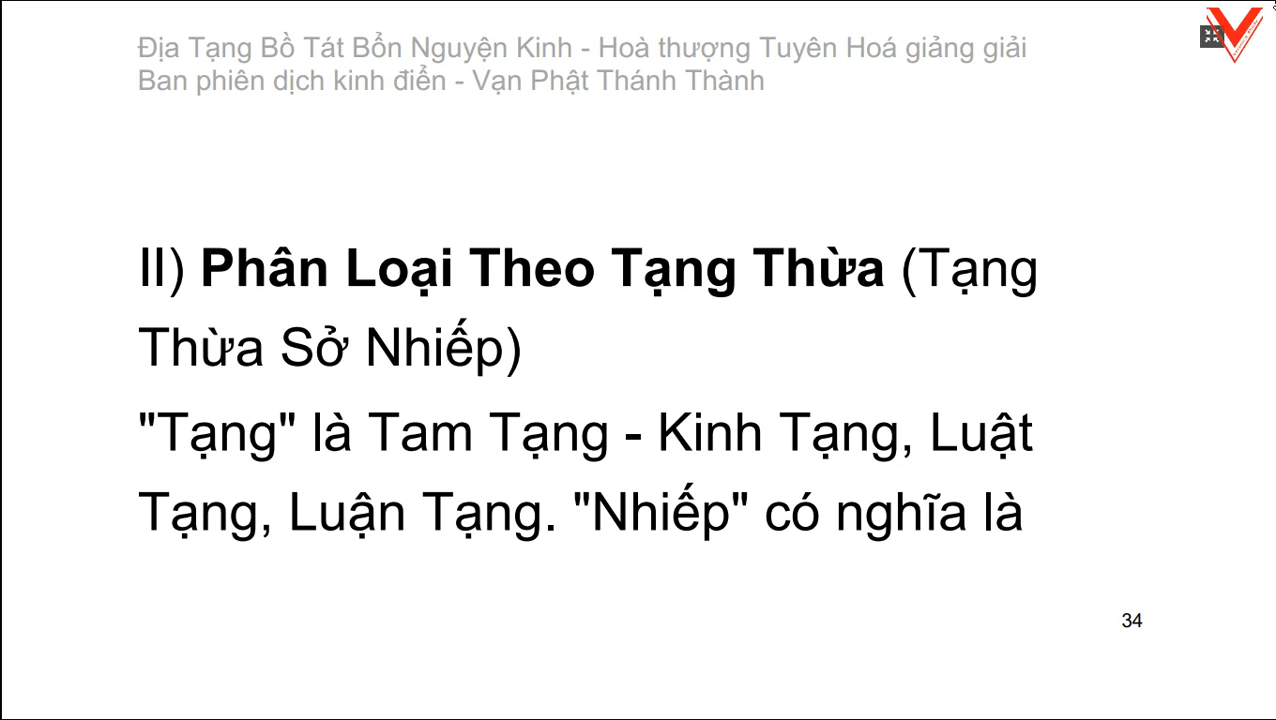 Địa Tạng Bồ Tát Bổn Nguyện Kinh - Hoà thượng Tuyên Hoá giảng giải
Ban phiên dịch kinh điển - Vạn Phật Thánh Thành
II) Phân Loại Theo Tạng Thừa (Tạng
Thừa Sở Nhiếp)
"Tạng" là Tam Tạng - Kinh Tạng, Luật
Tạng, Luận Tạng. "Nhiếp" có nghĩa là
34